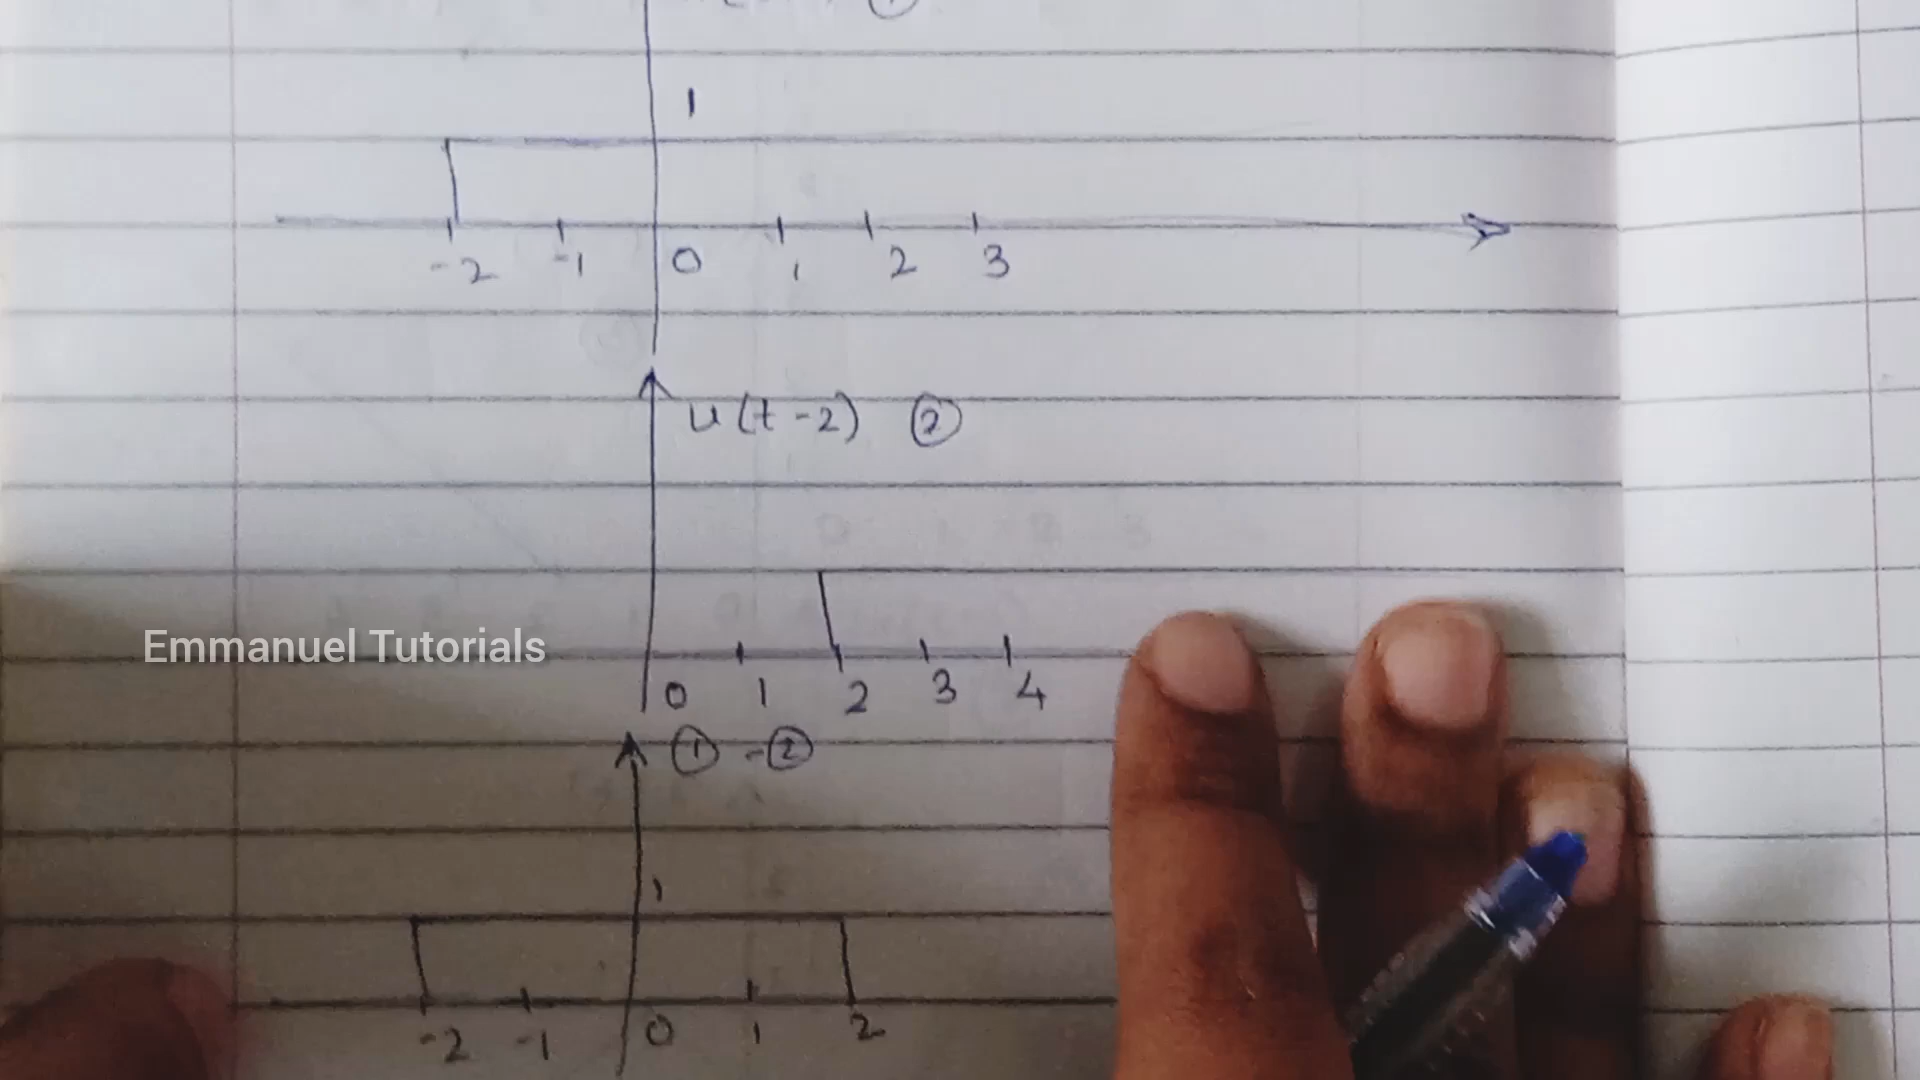 ①
1
-2 -1 0 1 2 3
u(t-2) ②
Emmanuel Tutorials
0 1 2 3 4
① -②
1
-2 -1 0 1 2